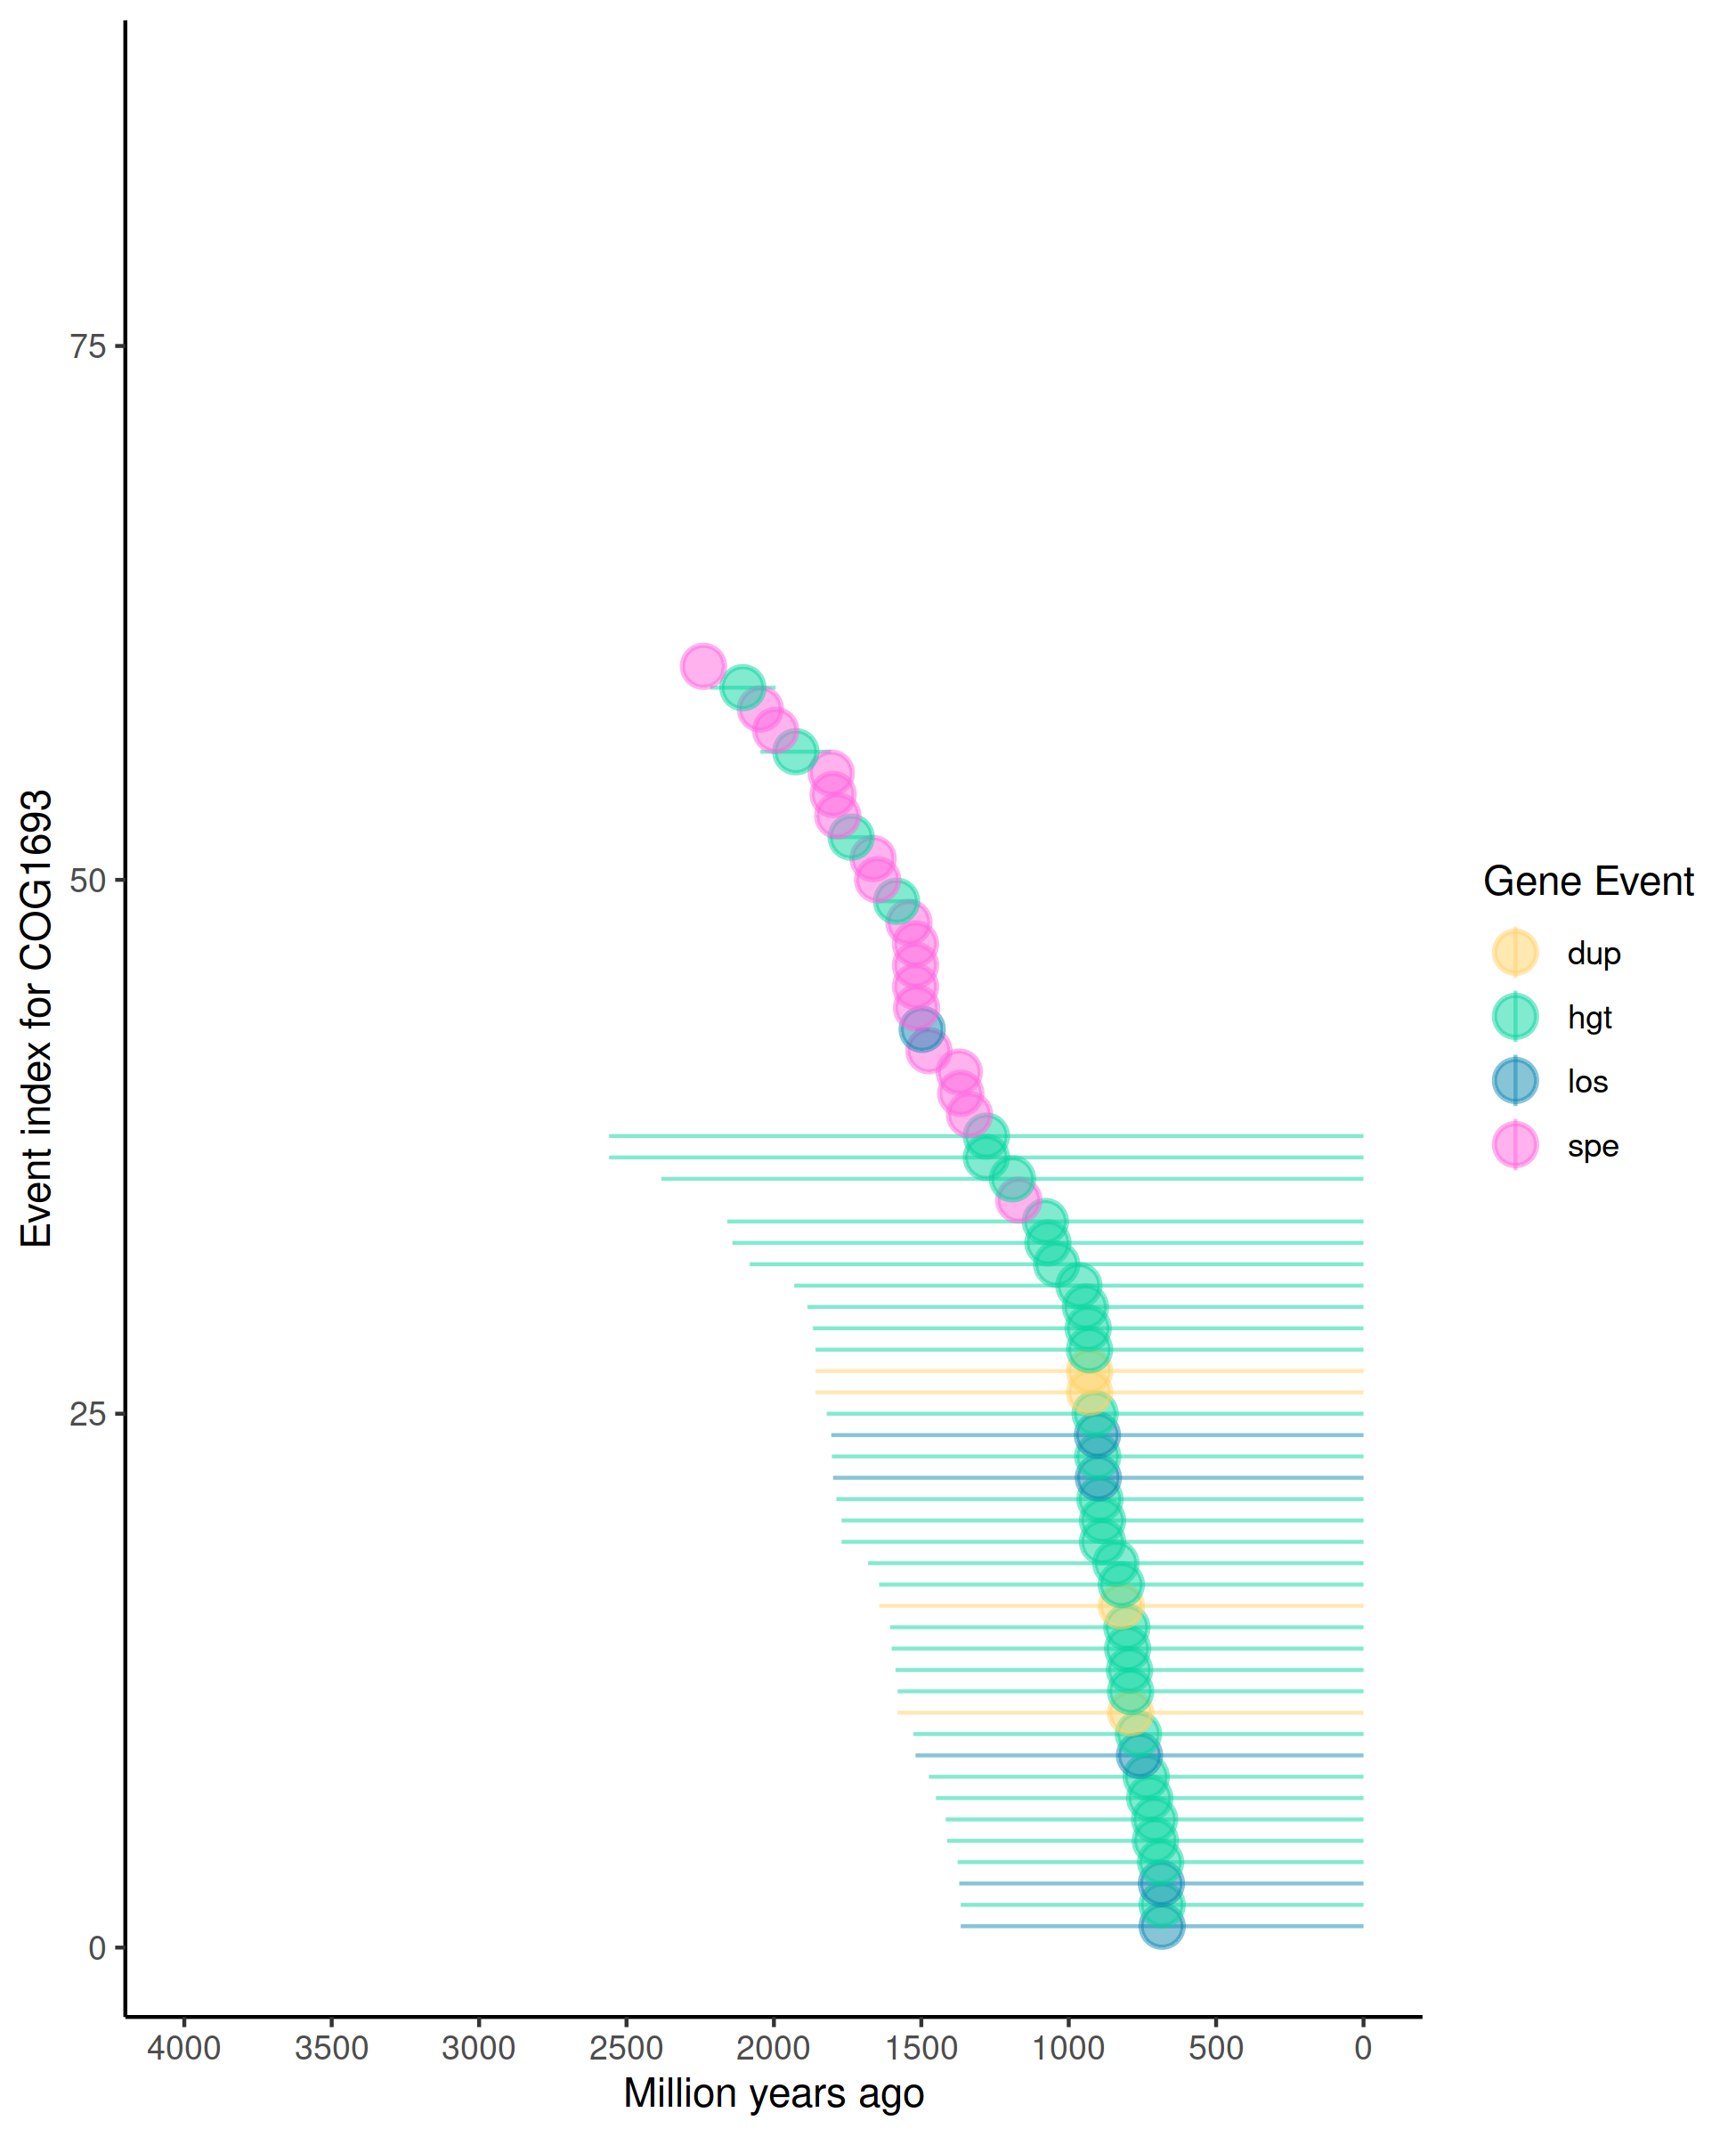 Event index for COG1693
75
50
25
0
4000 3500 3000 2500 2000 1500 1000 500 0
Million years ago
Gene Event
dup
hgt
los
spe